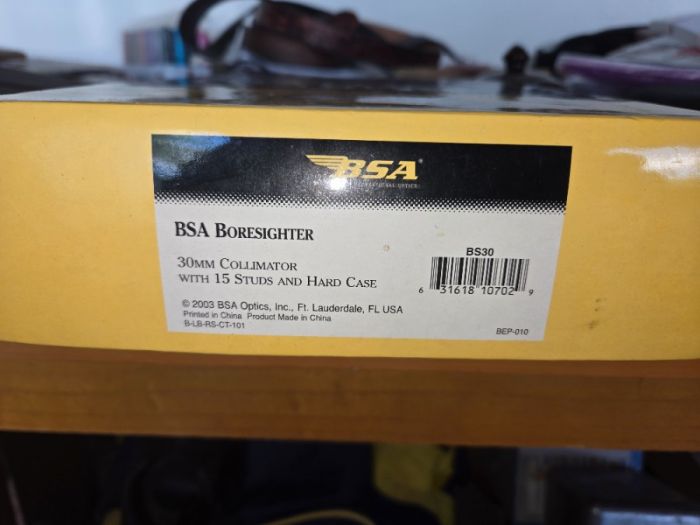 BSA
BSA BORESIGHTER
30MM COLLIMATOR
WITH 15 STUDS AND HARD CASE
© 2003 BSA Optics, Inc., Ft. Lauderdale, FL USA
Printed in China Product Made in China
B-LB-RS-CT-101
BS30
6 31618 10702 9
BEP-010